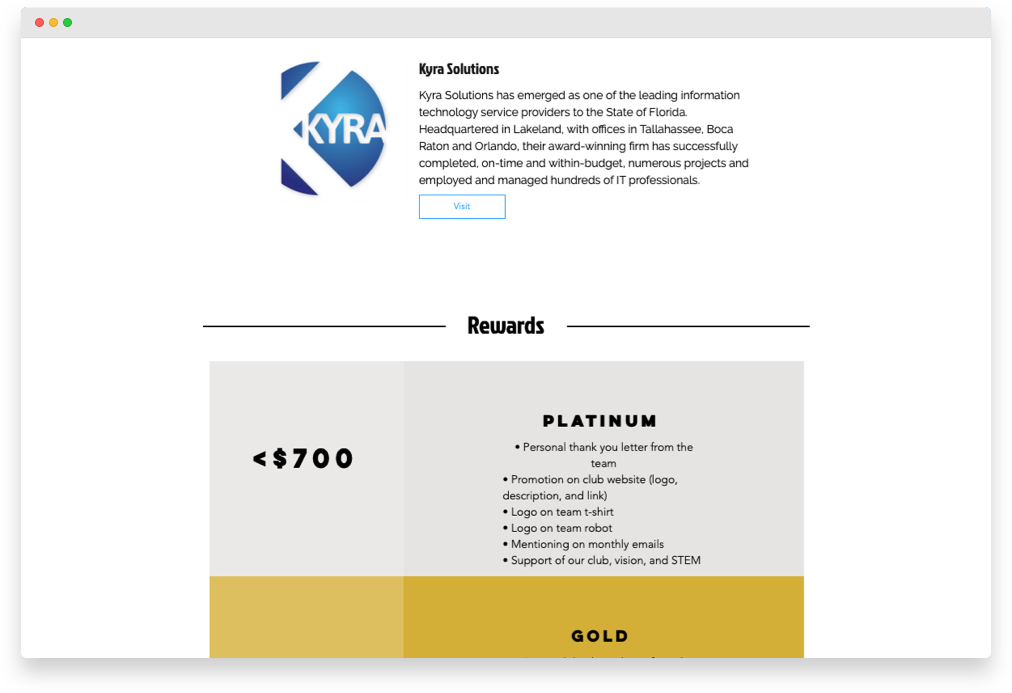 KYRA
Kyra Solutions
Kyra Solutions has emerged as one of the leading information
technology service providers to the State of Florida.
Headquartered in Lakeland, with offices in Tallahassee, Boca
Raton and Orlando, their award-winning firm has successfully
completed, on-time and within-budget, numerous projects and
employed and managed hundreds of IT professionals.
Visit
Rewards
<$700
PLATINUM
• Personal thank you letter from the
team
• Promotion on club website (logo,
description, and link)
• Logo on team t-shirt
• Logo on team robot
• Mentioning on monthly emails
• Support of our club, vision, and STEM
GOLD